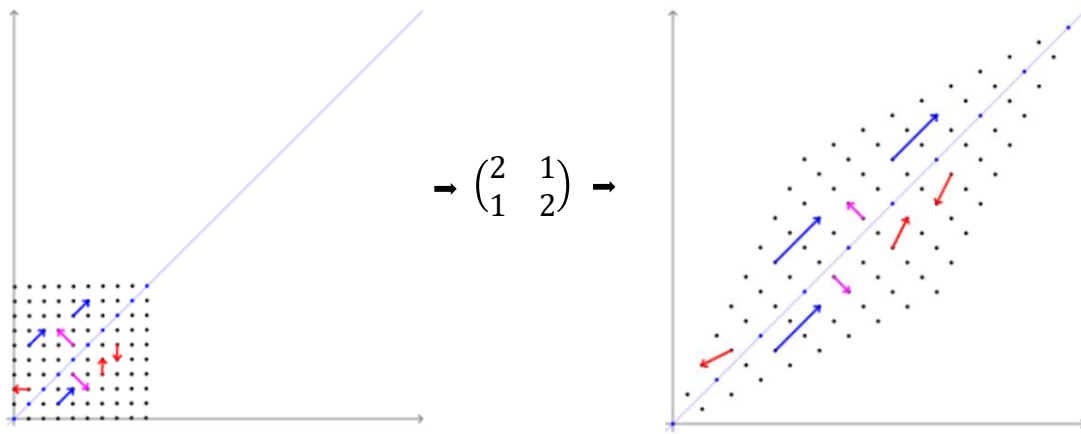 ➡ (2 1
1 2) ➡